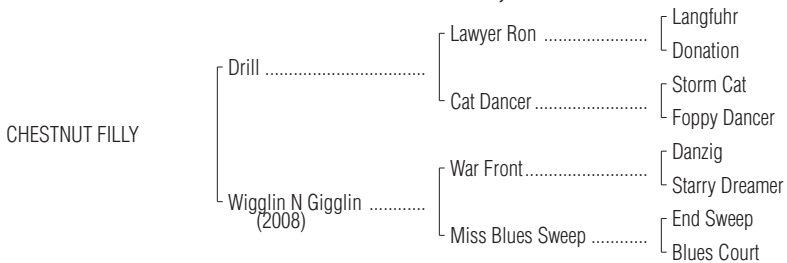 Langfuhr
Lawyer Ron ........................
Donation
Drill .....................................
Storm Cat
Cat Dancer ..........................
Foppy Dancer
CHESTNUT FILLY
Danzig
War Front ............................
Starry Dreamer
Wigglin N Gigglin .............
(2008)
End Sweep
Miss Blues Sweep .............
Blues Court